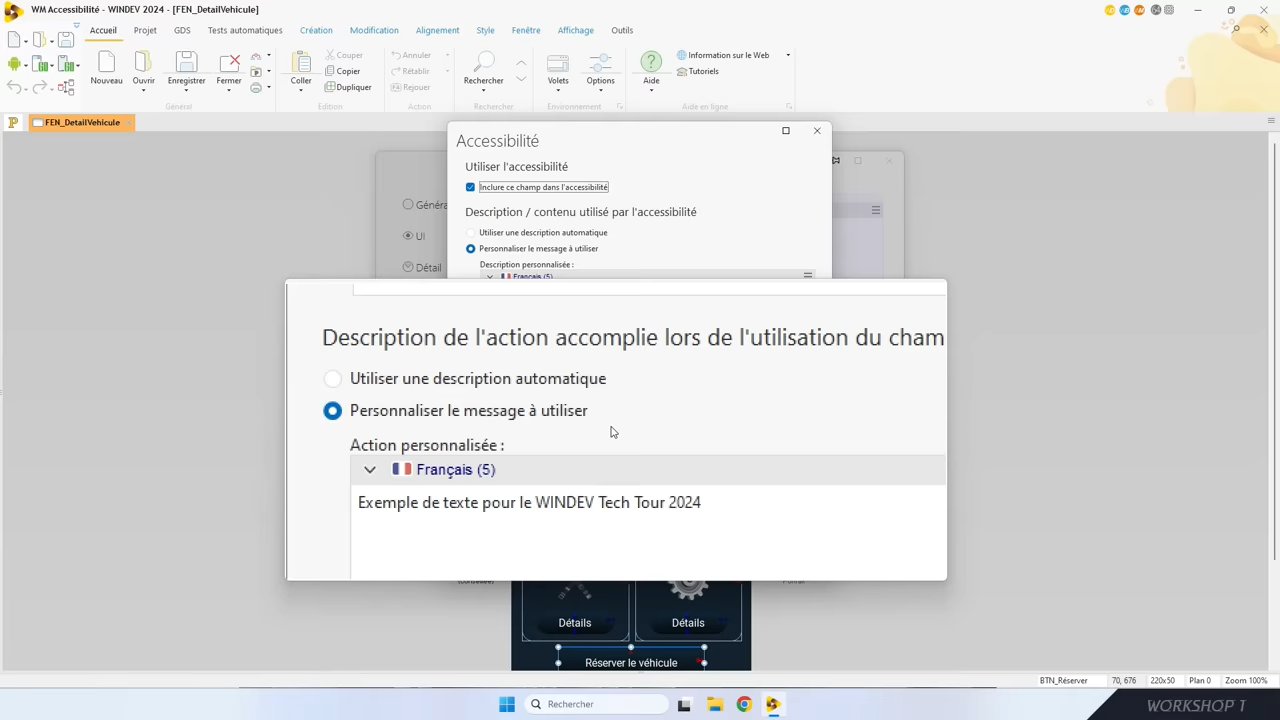 WM Accessibilité - WINDEV 2024 - [FEN_DetailVehicule]
Accueil Projet GDS Tests automatiques Création Modification Alignement Style Fenêtre Affichage Outils
Nouveau Ouvrir Enregistrer Fermer
Général
Coller
Couper
Copier
Dupliquer
Edition
Annuler
Rétablir
Rejouer
Action
Rechercher
Rechercher
Volets Options
Environnement
Aide
Information sur le Web
Tutoriels
Aide en ligne
FEN_DetailVehicule
Accessibilité
Utiliser l'accessibilité
Inclure ce champ dans l'accessibilité
Description / contenu utilisé par l'accessibilité
Utiliser une description automatique
Personnaliser le message à utiliser
Description personnalisée :
Français (5)
Ui
Détail
Description de l'action accomplie lors de l'utilisation du cham
Utiliser une description automatique
Personnaliser le message à utiliser
Action personnalisée :
Français (5)
Exemple de texte pour le WINDEV Tech Tour 2024
Détails Détails
Réserver le véhicule
BTN_Réserver 70, 676 220x50 Plan 0 Zoom 100%
Rechercher
WORKSHOP 1